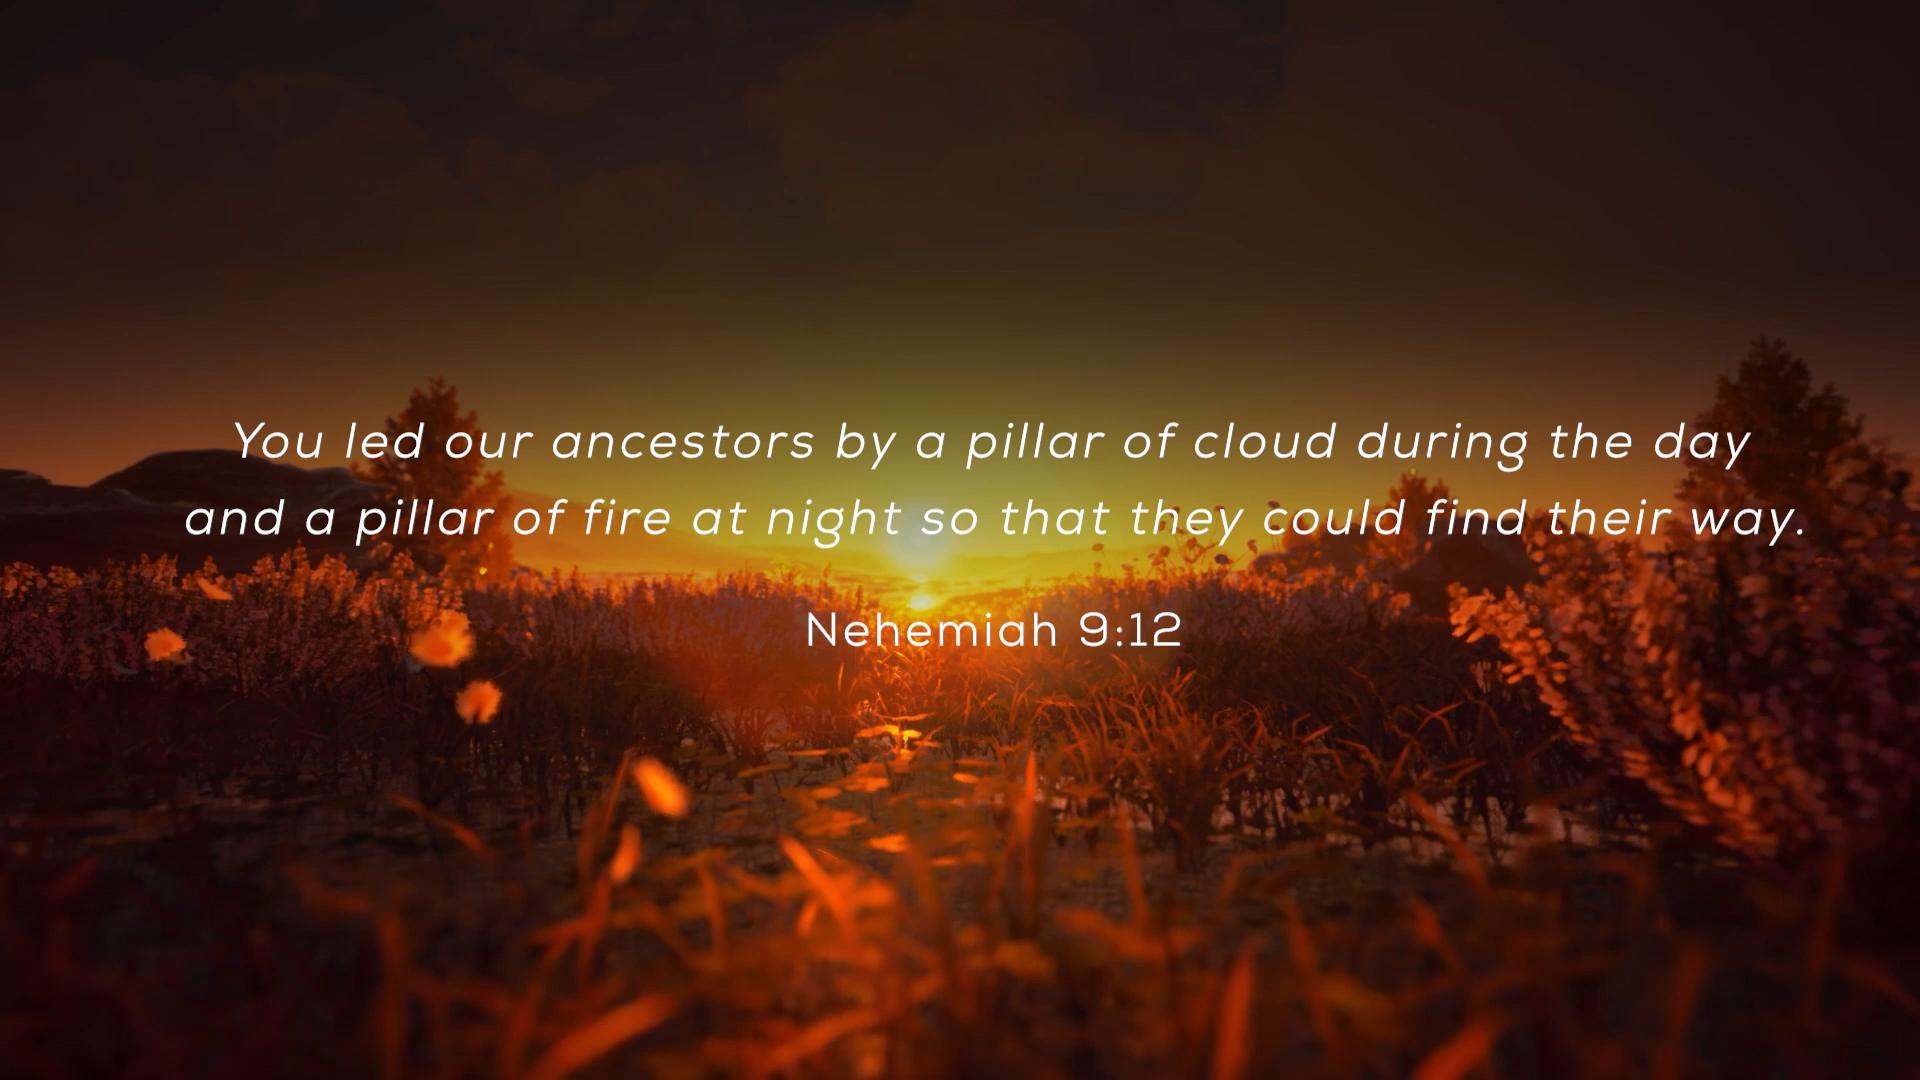 You led our ancestors by a pillar of cloud during the day
and a pillar of fire at night so that they could find their way.
Nehemiah 9:12